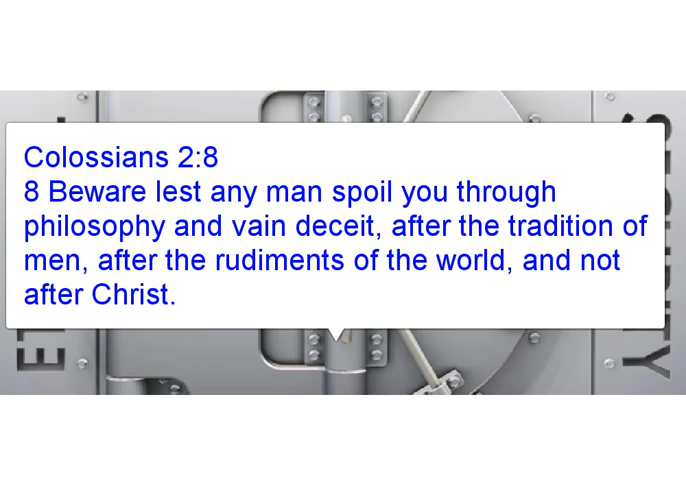 Colossians 2:8
8 Beware lest any man spoil you through
philosophy and vain deceit, after the tradition of
men, after the rudiments of the world, and not
after Christ.
SECURITY